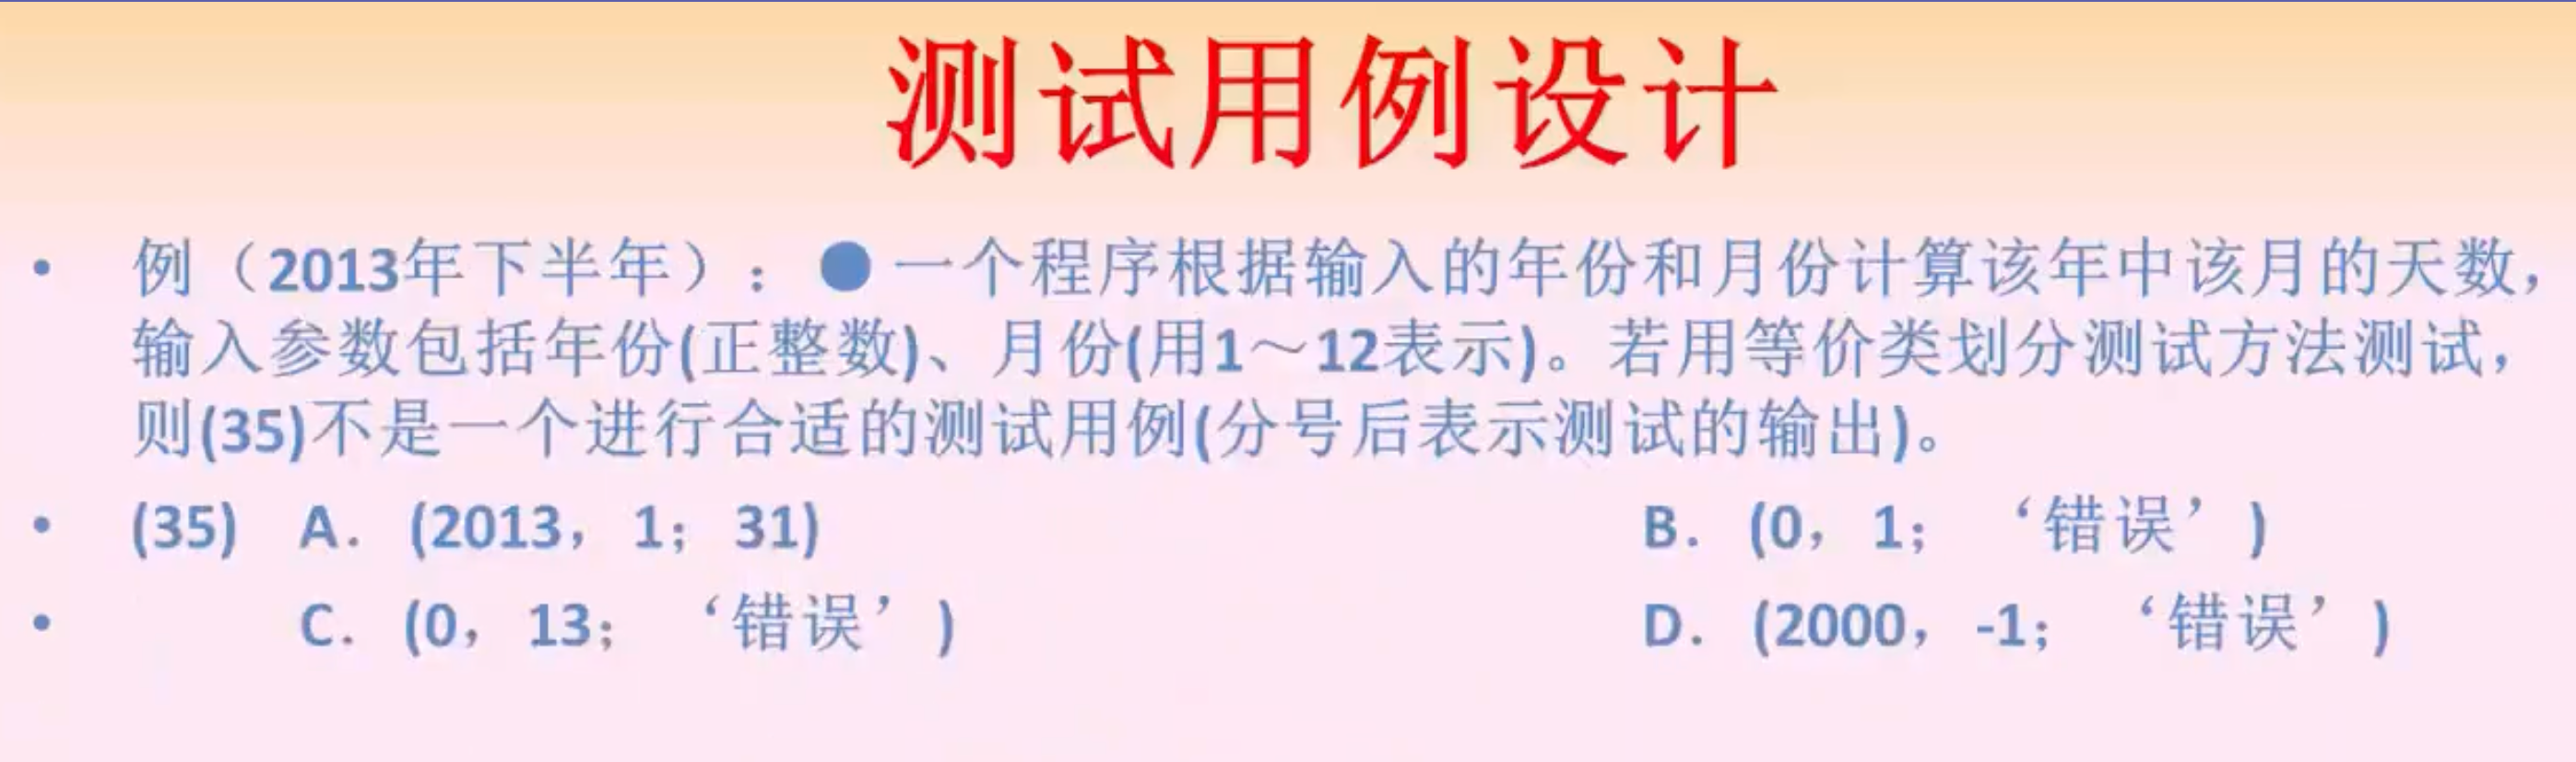 测试用例设计
• 例（2013年下半年）：●一个程序根据输入的年份和月份计算该年中该月的天数，
输入参数包括年份(正整数)、月份(用1～12表示)。若用等价类划分测试方法测试，
则(35)不是一个进行合适的测试用例(分号后表示测试的输出)。
• (35) A．(2013，1；31) B．(0，1；‘错误’)
• C．(0，13；‘错误’) D．(2000，-1；‘错误’)